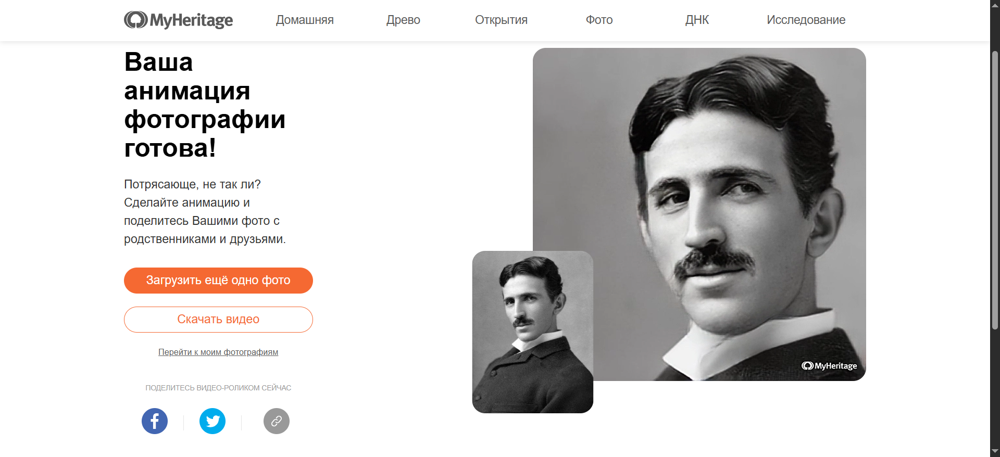 MyHeritage
Домашняя
Древо
Открытия
Фото
ДНК
Исследование
Ваша
анимация
фотографии
готова!
Потрясающе, не так ли?
Сделайте анимацию и
поделитесь Вашими фото с
родственниками и друзьями.
Загрузить ещё одно фото
Скачать видео
Перейти к моим фотографиям
ПОДЕЛИТЕСЬ ВИДЕО-РОЛИКОМ СЕЙЧАС
MyHeritage